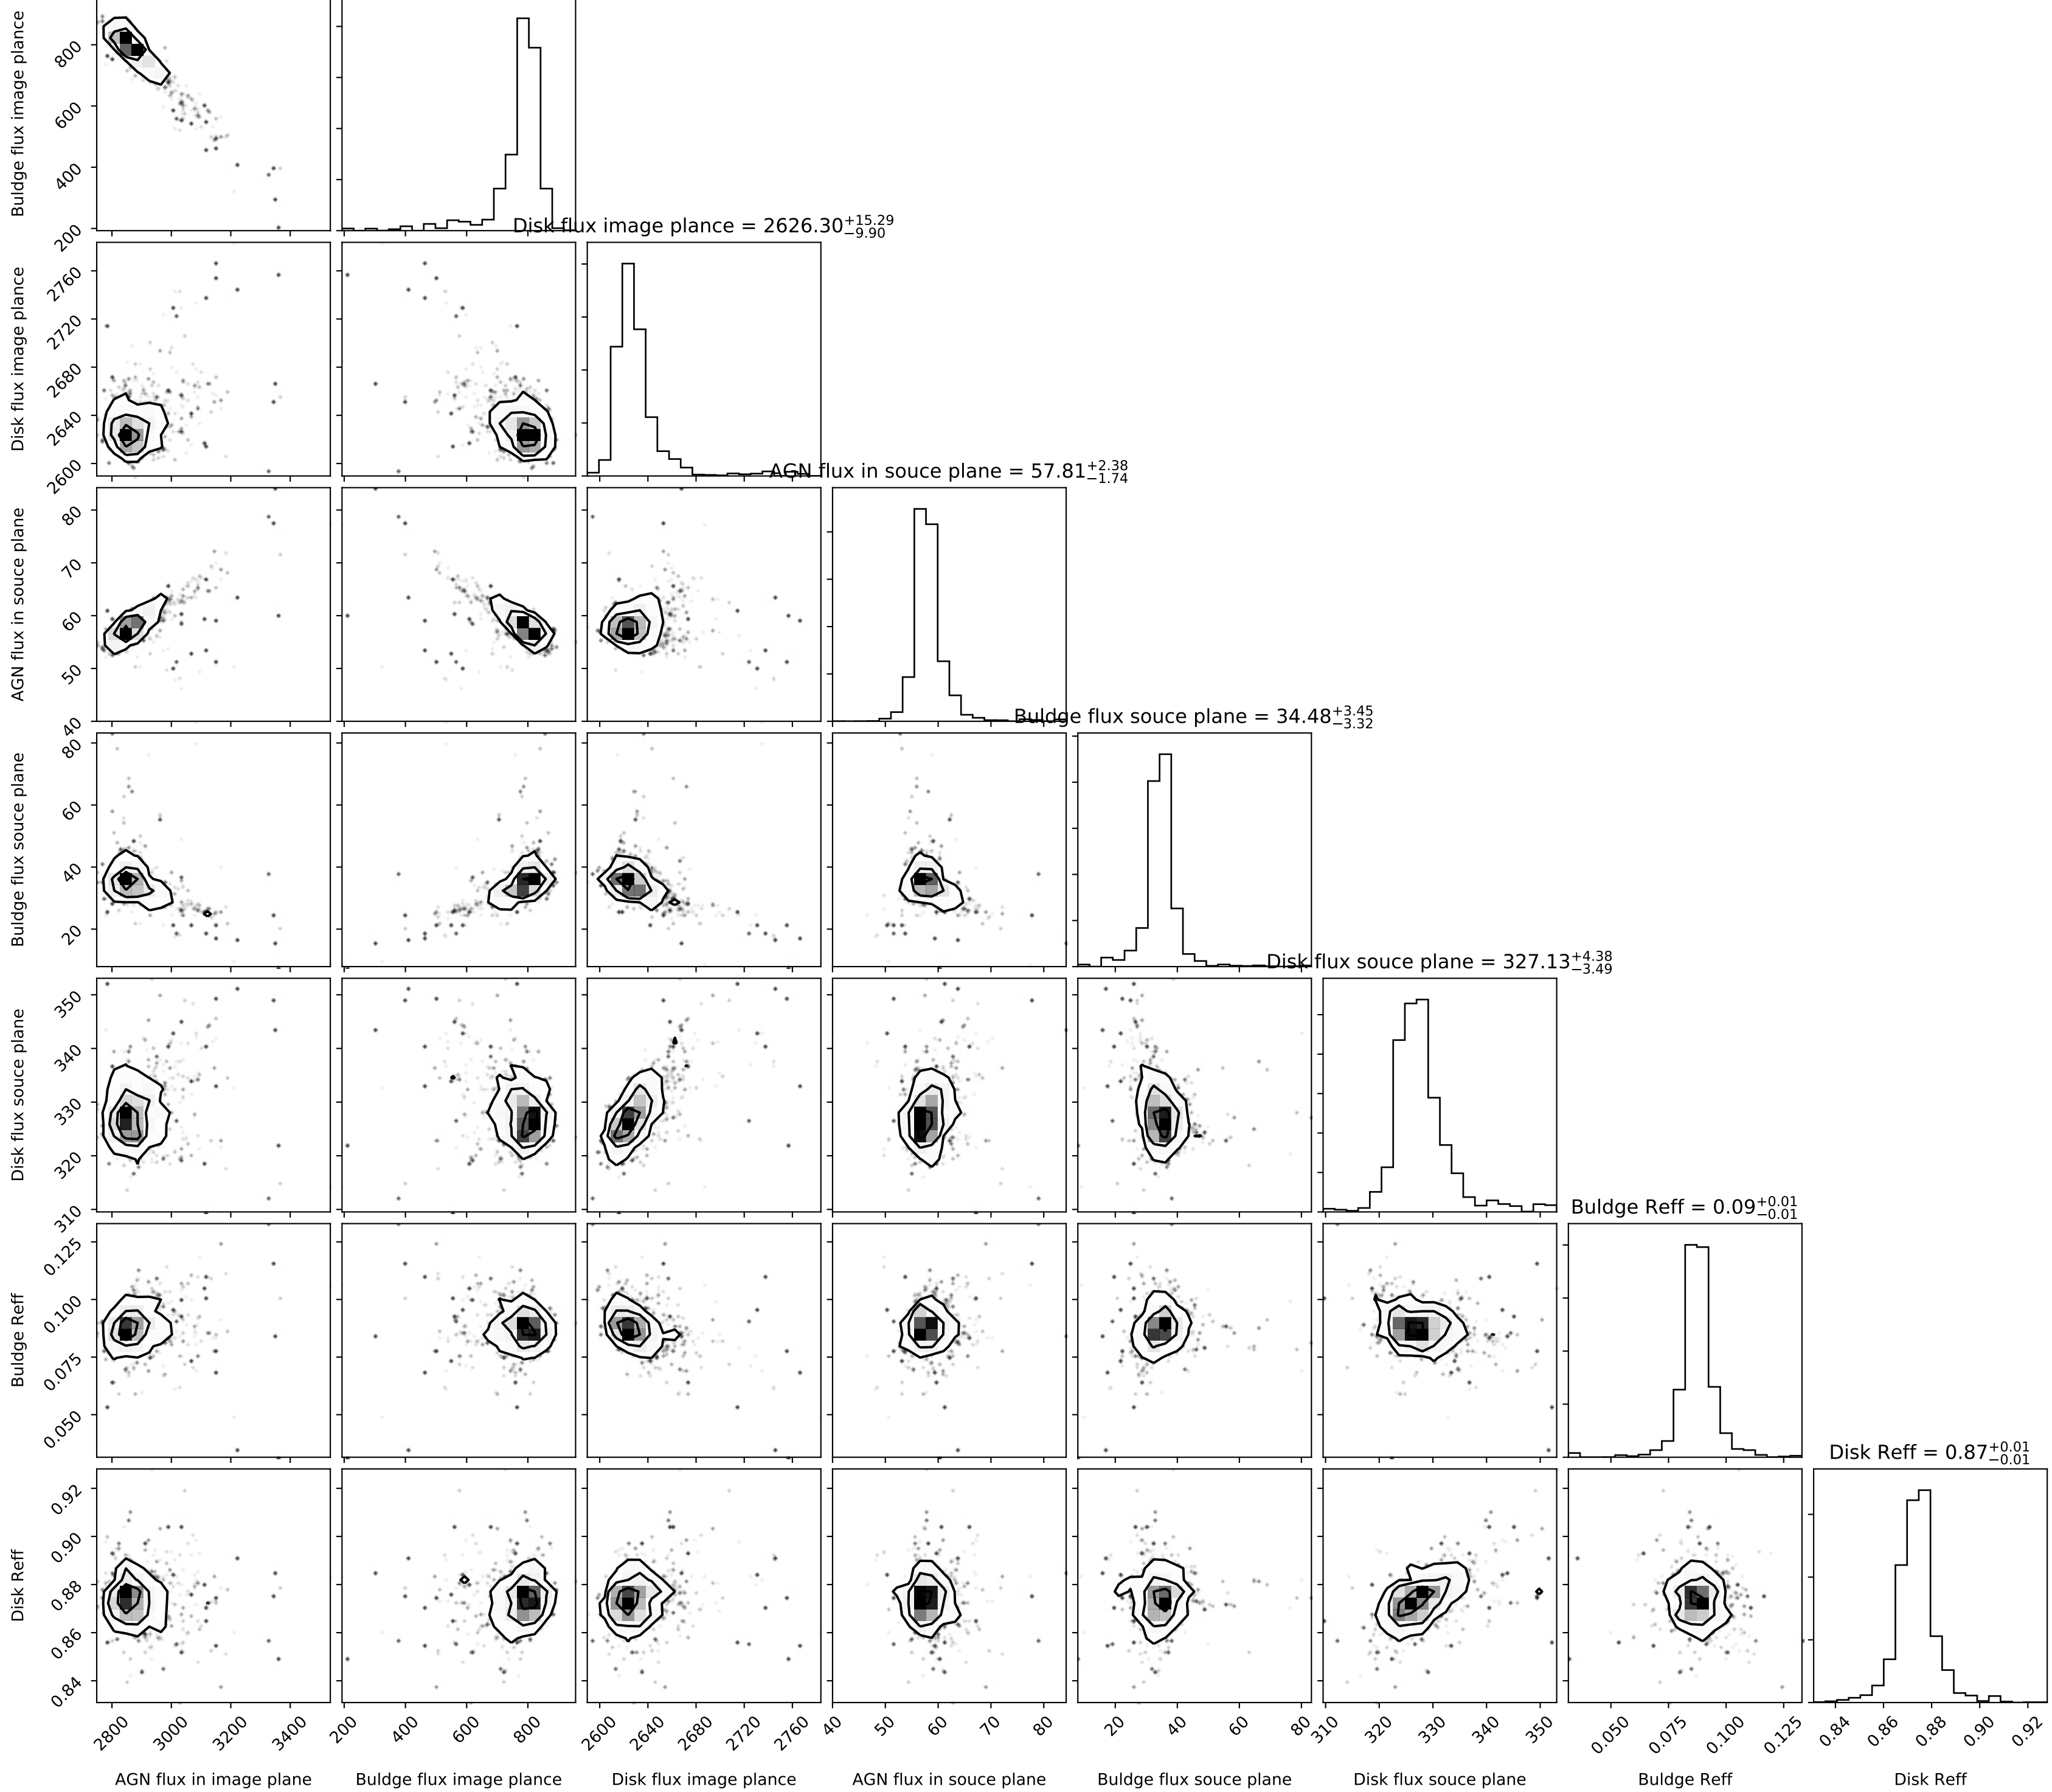 Buldge flux image plance
800
600
400
200
Disk flux image plance = 2626.30+15.29 −9.90
Disk flux image plance
2760
2720
2680
2640
2600
AGN flux in souce plane = 57.81+2.38 −1.74
AGN flux in souce plane
80
70
60
50
40
Buldge flux souce plane = 34.48+3.45 −3.32
Buldge flux souce plane
80
60
40
20
Disk flux souce plane = 327.13+4.38 −3.49
Disk flux souce plane
350
340
330
320
310
Buldge Reff = 0.09+0.01 −0.01
Buldge Reff
0.125
0.100
0.075
0.050
Disk Reff = 0.87+0.01 −0.01
Disk Reff
0.92
0.90
0.88
0.86
0.84
2800 3000 3200 3400 200 400 600 800 2600 2640 2680 2720 2760 40 50 60 70 80 20 40 60 80 310 320 330 340 350 0.050 0.075 0.100 0.125 0.84 0.86 0.88 0.90 0.92
AGN flux in image plane Buldge flux image plance Disk flux image plance AGN flux in souce plane Buldge flux souce plane Disk flux souce plane Buldge Reff Disk Reff